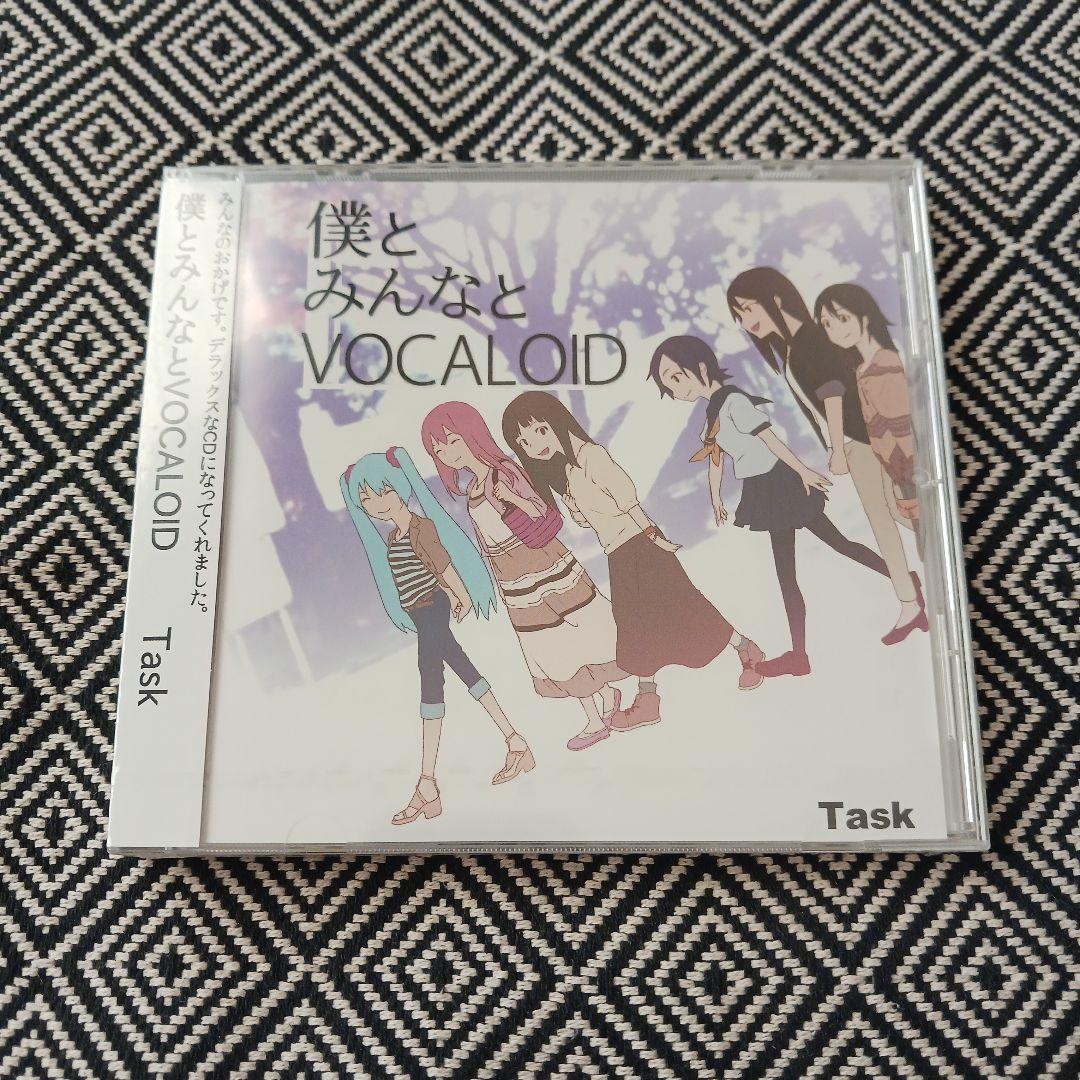 みんなのおかげです。デラックスなCDになってくれました。
僕とみんなとVOCALOID Task
僕と
みんなと
VOCALOID
Task